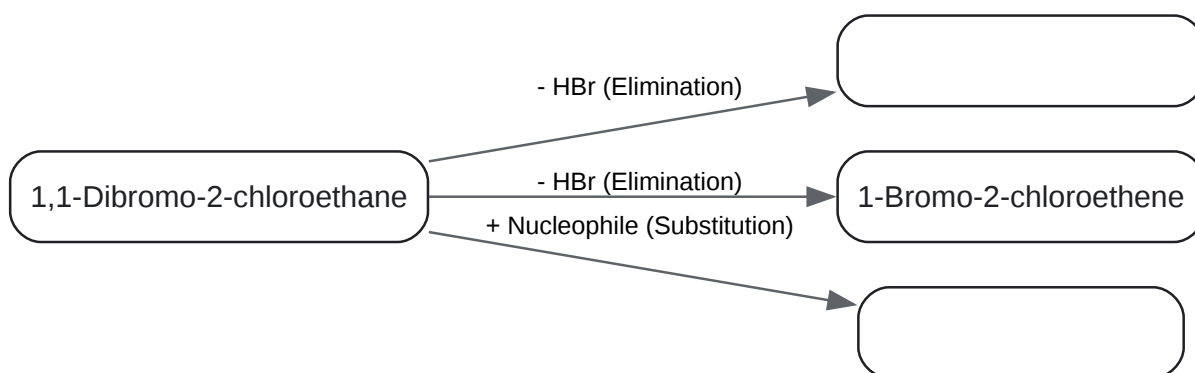 - HBr (Elimination)
1,1-Dibromo-2-chloroethane
- HBr (Elimination)
1-Bromo-2-chloroethene
+ Nucleophile (Substitution)